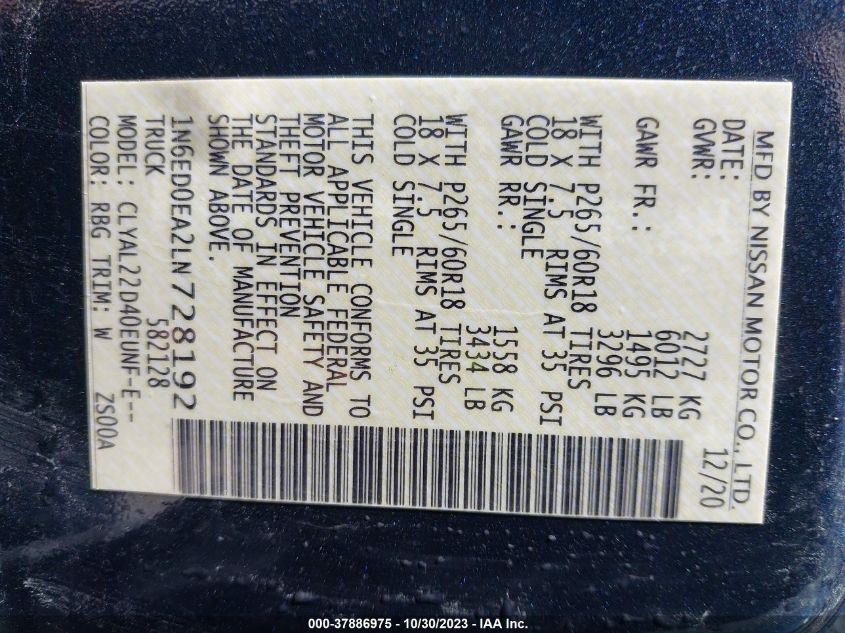 MFD BY NISSAN MOTOR CO., LTD.
DATE: 12/20
GVWR: 2727 KG
6012 LB
GAWR FR.: 1495 KG
3296 LB
WITH P265/60R18 TIRES
18 X 7.5 RIMS AT 35 PSI
COLD SINGLE
GAWR RR.: 1558 KG
3434 LB
WITH P265/60R18 TIRES
18 X 7.5 RIMS AT 35 PSI
COLD SINGLE
THIS VEHICLE CONFORMS TO
ALL APPLICABLE FEDERAL
MOTOR VEHICLE SAFETY AND
THEFT PREVENTION
STANDARDS IN EFFECT ON
THE DATE OF MANUFACTURE
SHOWN ABOVE.
1N6ED0EA2LN728192
TRUCK 582128
MODEL: CLYAL22D40EUNF-E--
COLOR: RBG TRIM: W ZS00A
000-37886975 - 10/30/2023 - IAA Inc.